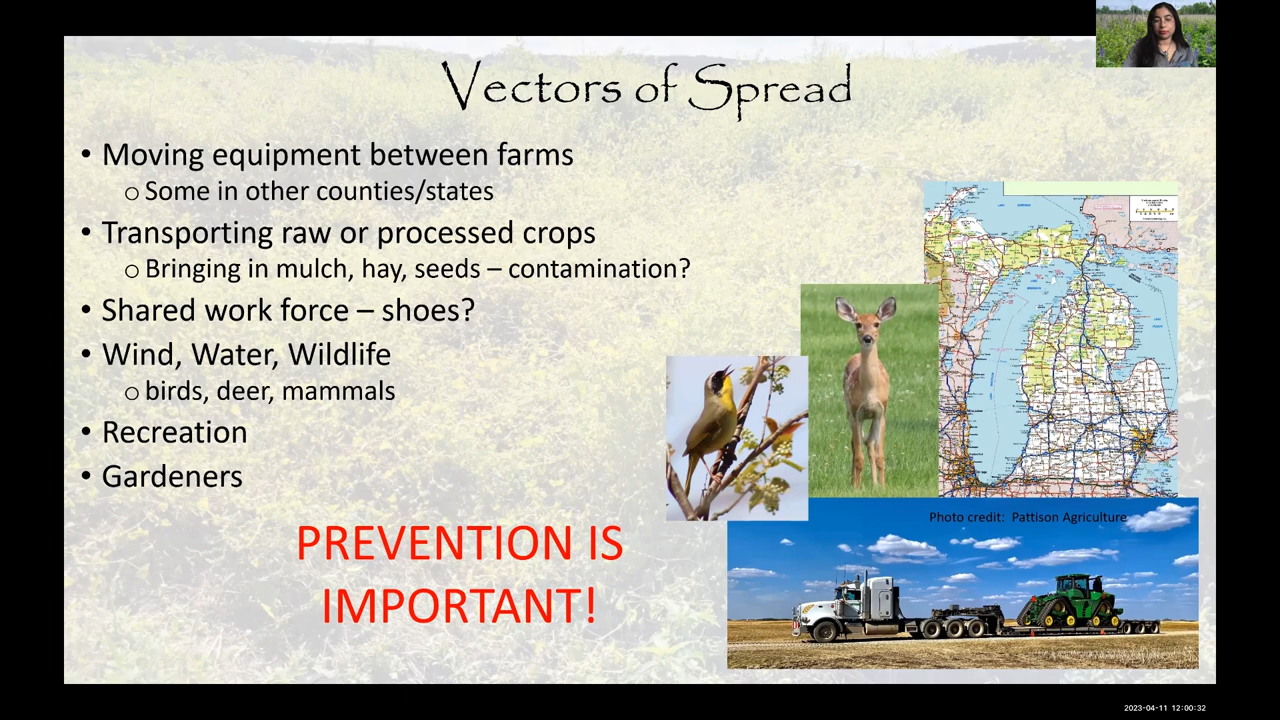 Vectors of Spread
• Moving equipment between farms
o Some in other counties/states
• Transporting raw or processed crops
o Bringing in mulch, hay, seeds – contamination?
• Shared work force – shoes?
• Wind, Water, Wildlife
o birds, deer, mammals
• Recreation
• Gardeners
PREVENTION IS
IMPORTANT!
Photo credit: Pattison Agriculture
2023-04-11 12:00:32